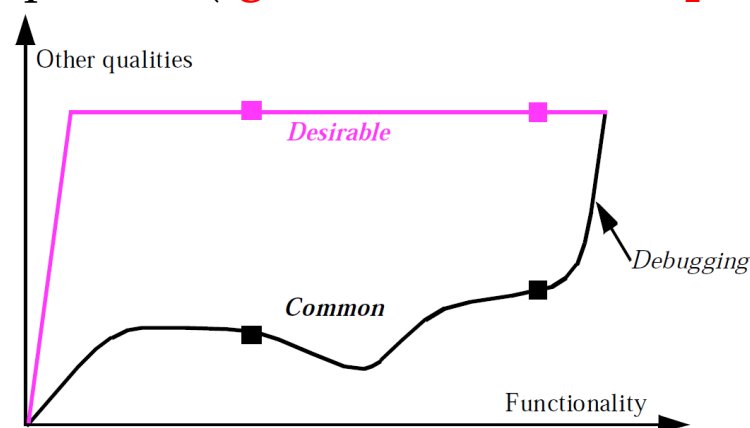 Other qualities
Desirable
Debugging
Common
Functionality